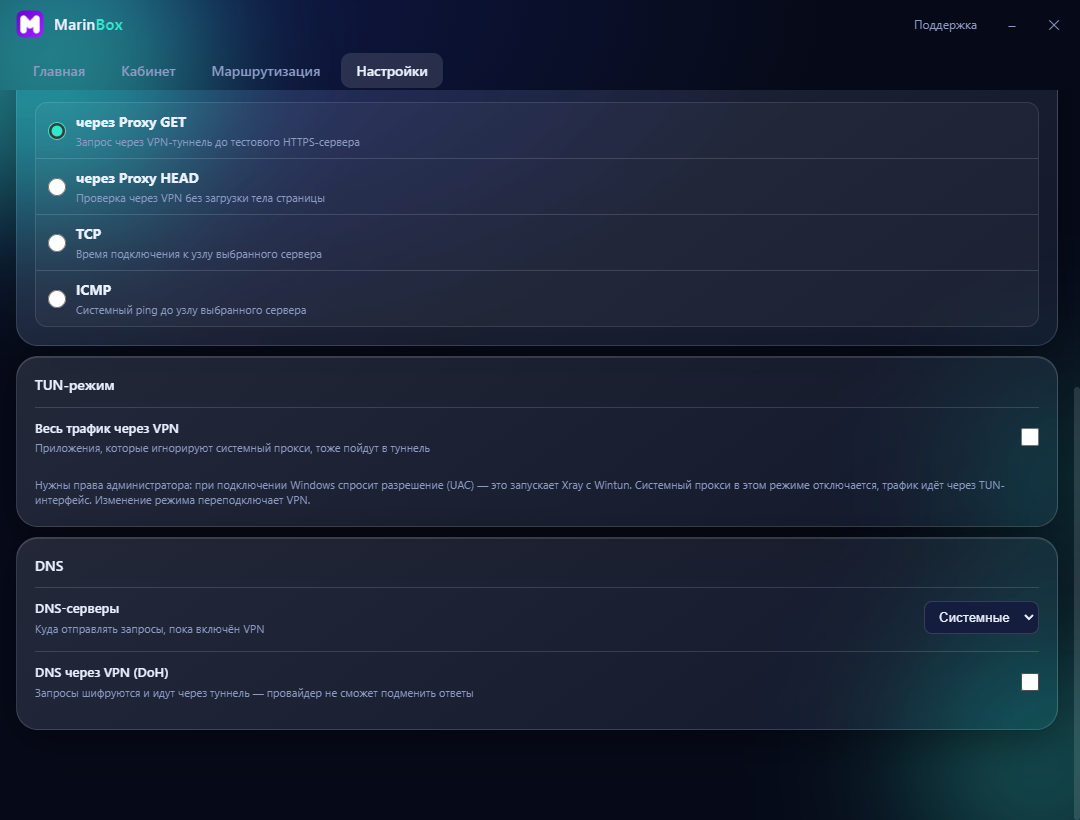 MarinBox
Поддержка
Главная
Кабинет
Маршрутизация
Настройки
через Proxy GET
Запрос через VPN-туннель до тестового HTTPS-сервера
через Proxy HEAD
Проверка через VPN без загрузки тела страницы
TCP
Время подключения к узлу выбранного сервера
ICMP
Системный ping до узлу выбранного сервера
TUN-режим
Весь трафик через VPN
Приложения, которые игнорируют системный прокси, тоже пойдут в туннель
Нужны права администратора: при подключении Windows спросит разрешение (UAC) — это запускает Xray с Wintun. Системный прокси в этом режиме отключается, трафик идёт через TUN-
интерфейс. Изменение режима переподключает VPN.
DNS
DNS-серверы
Куда отправлять запросы, пока включён VPN
Системные
DNS через VPN (DoH)
Запросы шифруются и идут через туннель — провайдер не сможет подменить ответы